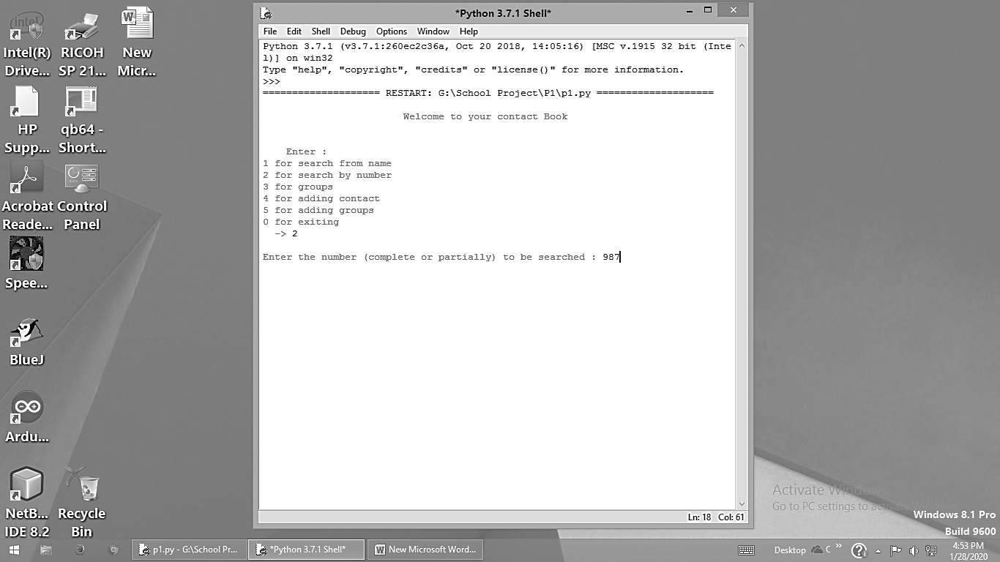 Intel(R)
Drive...
RICOH
SP 21...
New
Micr...
HP
Supp...
qb64 -
Short...
Acrobat
Reade...
Control
Panel
Spee...
BlueJ
Ardu...
NetB...
IDE 8.2
Recycle
Bin
*Python 3.7.1 Shell*
File Edit Shell Debug Options Window Help
Python 3.7.1 (v3.7.1:260ec2c36a, Oct 20 2018, 14:05:16) [MSC v.1915 32 bit (Inte
l)] on win32
Type "help", "copyright", "credits" or "license()" for more information.
>>>
==================== RESTART: G:\School Project\P1\p1.py ====================
Welcome to your contact Book
Enter :
1 for search from name
2 for search by number
3 for groups
4 for adding contact
5 for adding groups
0 for exiting
-> 2
Enter the number (complete or partially) to be searched : 987
Ln: 18 Col: 61
Activate Windows
Go to PC settings to activate
Windows 8.1 Pro
Build 9600
p1.py - G:\School Pr...
*Python 3.7.1 Shell*
New Microsoft Word...
Desktop
C
4:53 PM
1/28/2020